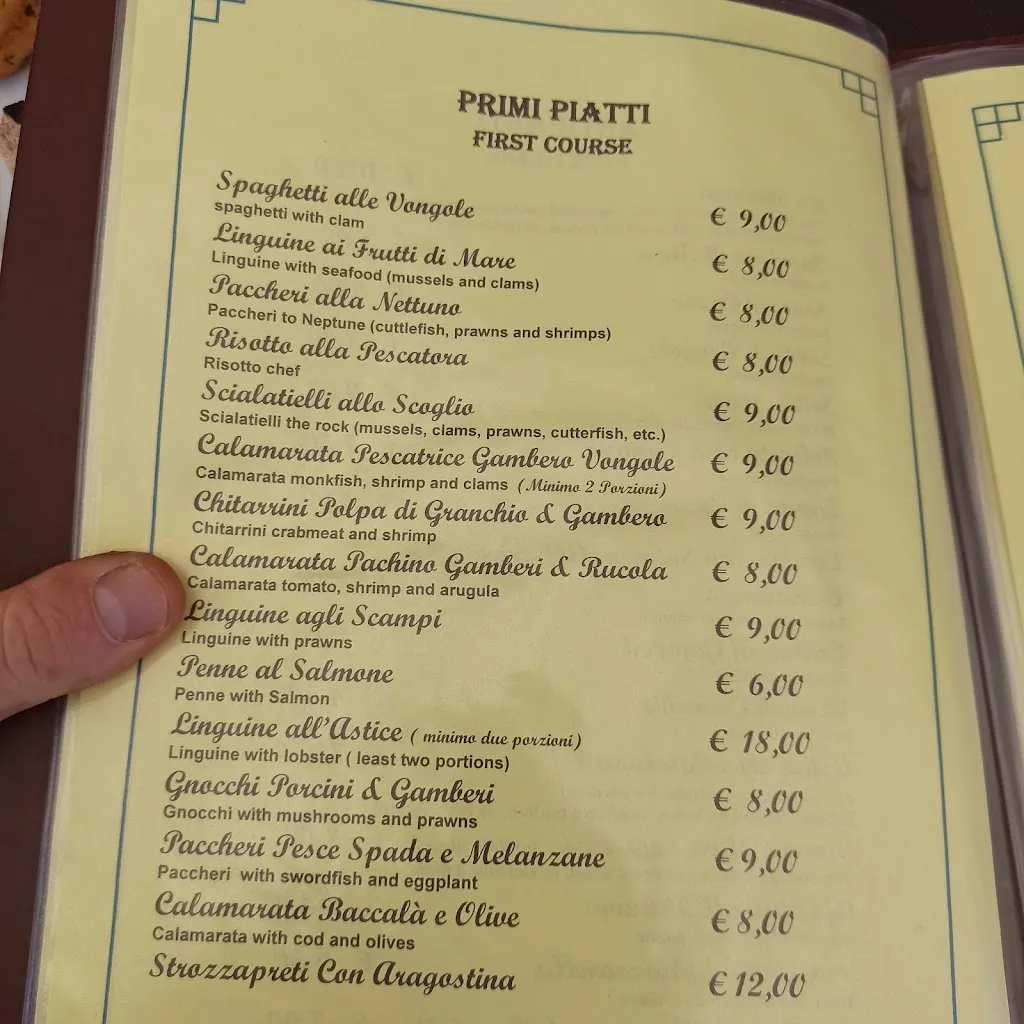 PRIMI PIATTI
FIRST COURSE
Spaghetti alle Vongole € 9,00
spaghetti with clam
Linguine ai Frutti di Mare € 8,00
Linguine with seafood (mussels and clams)
Paccheri alla Nettuno € 8,00
Paccheri to Neptune (cuttlefish, prawns and shrimps)
Risotto alla Pescatora € 8,00
Risotto chef
Scialatielli allo Scoglio € 9,00
Scialatielli the rock (mussels, clams, prawns, cutterfish, etc.)
Calamarata Pescatrice Gambero Vongole € 9,00
Calamarata monkfish, shrimp and clams (Minimo 2 Porzioni)
Chitarrini Polpa di Granchio & Gambero € 9,00
Chitarrini crabmeat and shrimp
Calamarata Pachino Gamberi & Rucola € 8,00
Calamarata tomato, shrimp and arugula
Linguine agli Scampi € 9,00
Linguine with prawns
Penne al Salmone € 6,00
Penne with Salmon
Linguine all'Astice ( minimo due porzioni) € 18,00
Linguine with lobster ( least two portions)
Gnocchi Porcini & Gamberi € 8,00
Gnocchi with mushrooms and prawns
Paccheri Pesce Spada e Melanzane € 9,00
Paccheri with swordfish and eggplant
Calamarata Baccalà e Olive € 8,00
Calamarata with cod and olives
Strozzapreti Con Aragostina € 12,00